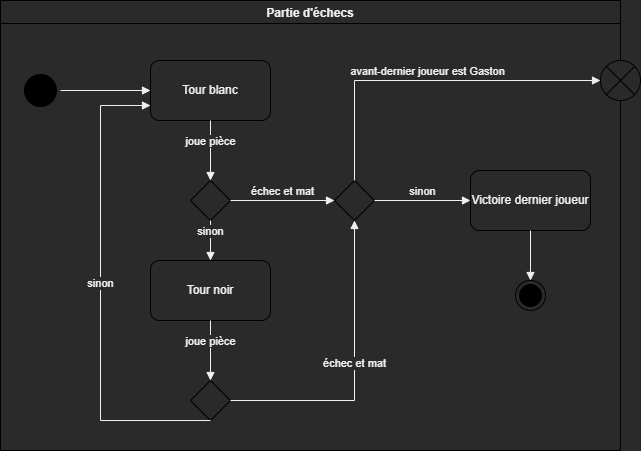 Partie d'échecs
avant-dernier joueur est Gaston
Tour blanc
joue pièce
échec et mat
sinon
Victoire dernier joueur
sinon
Tour noir
sinon
joue pièce
échec et mat